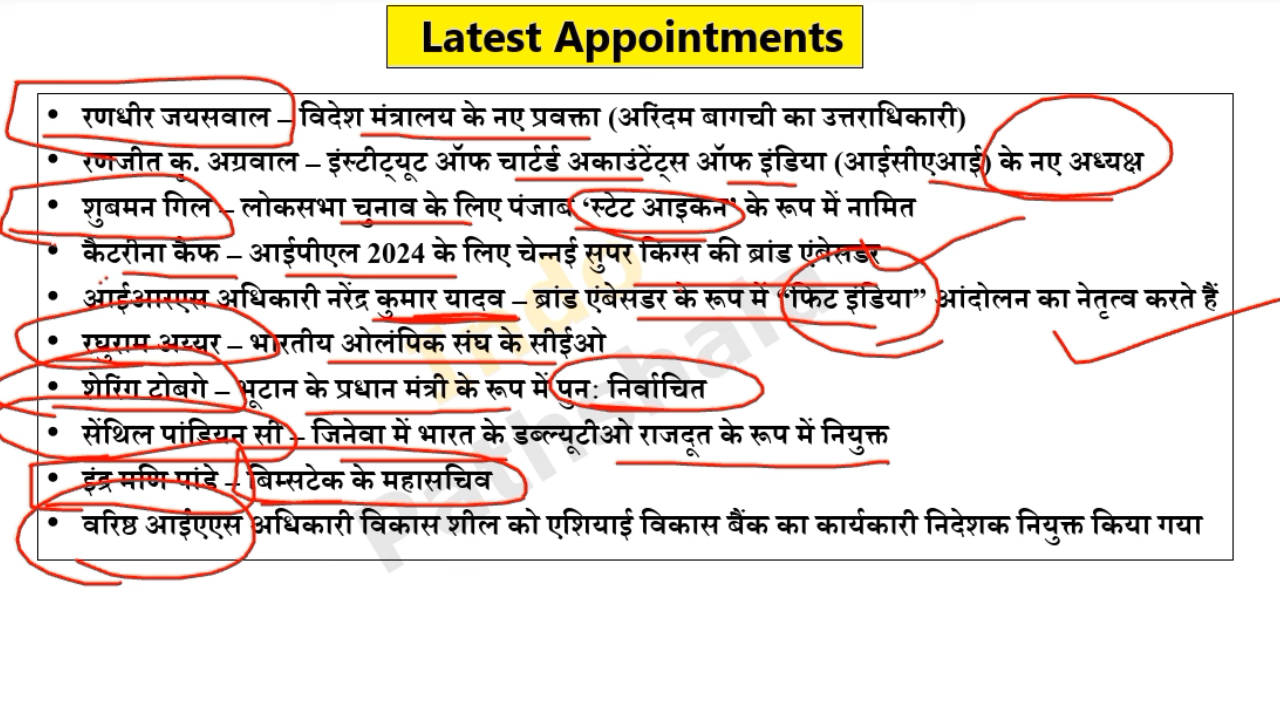 Latest Appointments
• रणधीर जयसवाल – विदेश मंत्रालय के नए प्रवक्ता (अरिंदम बागची का उत्तराधिकारी)
• रणजीत कु. अग्रवाल – इंस्टीट्यूट ऑफ चार्टर्ड अकाउंटेंट्स ऑफ इंडिया (आईसीएआई) के नए अध्यक्ष
• शुबमन गिल – लोकसभा चुनाव के लिए पंजाब 'स्टेट आइकन' के रूप में नामित
• कैटरीना कैफ – आईपीएल 2024 के लिए चेन्नई सुपर किंग्स की ब्रांड एंबेसडर
• आईआरएस अधिकारी नरेंद्र कुमार यादव – ब्रांड एंबेसडर के रूप में “फिट इंडिया” आंदोलन का नेतृत्व करते हैं
• रघुराम अय्यर – भारतीय ओलंपिक संघ के सीईओ
• शेरिंग टोबगे – भूटान के प्रधान मंत्री के रूप में पुन: निर्वाचित
• सेंथिल पांडियन सी – जिनेवा में भारत के डब्ल्यूटीओ राजदूत के रूप में नियुक्त
• इंद्र मणि पांडे – बिम्सटेक के महासचिव
• वरिष्ठ आईएएस अधिकारी विकास शील को एशियाई विकास बैंक का कार्यकारी निदेशक नियुक्त किया गया
Indo
Pathshala